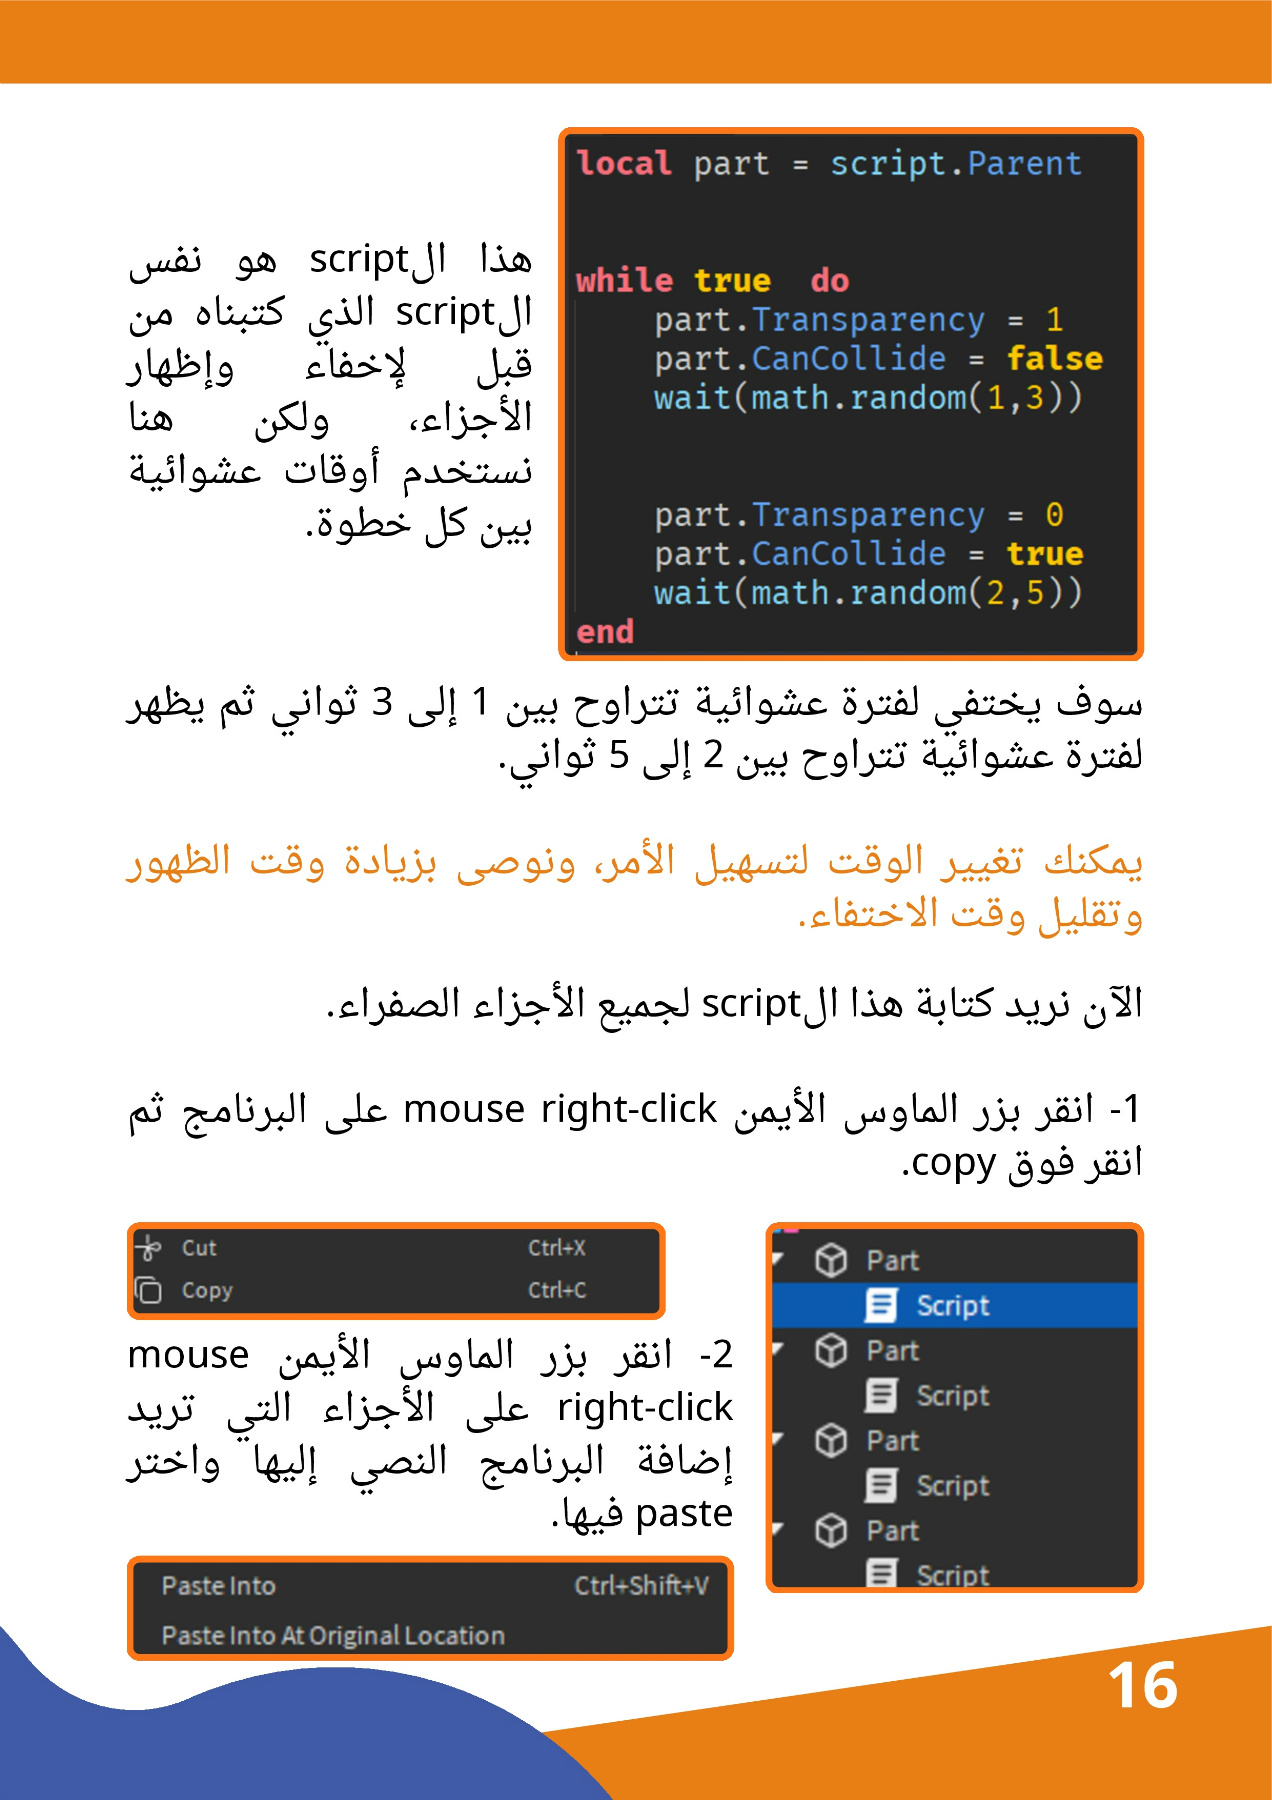 local part = script.Parent
while true  do
part.Transparency = 1
part.CanCollide = false
wait(math.random(1,3))
part.Transparency = 0
part.CanCollide = true
wait(math.random(2,5))
end
هذا الscript هو نفس
الscript الذي كتبناه من
قبل لإخفاء وإظهار
الأجزاء، ولكن هنا
نستخدم أوقات عشوائية
بين كل خطوة.
سوف يختفي لفترة عشوائية تتراوح بين 1 إلى 3 ثواني ثم يظهر
لفترة عشوائية تتراوح بين 2 إلى 5 ثواني.
يمكنك تغيير الوقت لتسهيل الأمر، ونوصى بزيادة وقت الظهور
وتقليل وقت الاختفاء.
الآن نريد كتابة هذا الscript لجميع الأجزاء الصفراء.
1- انقر بزر الماوس الأيمن mouse right-click على البرنامج ثم
انقر فوق copy.
Part
Script
Part
Script
Part
Script
Part
Script
Cut Ctrl+X
Copy Ctrl+C
2- انقر بزر الماوس الأيمن mouse
right-click على الأجزاء التي تريد
إضافة البرنامج النصي إليها واختر
paste فيها.
Paste Into Ctrl+Shift+V
Paste Into At Original Location
16